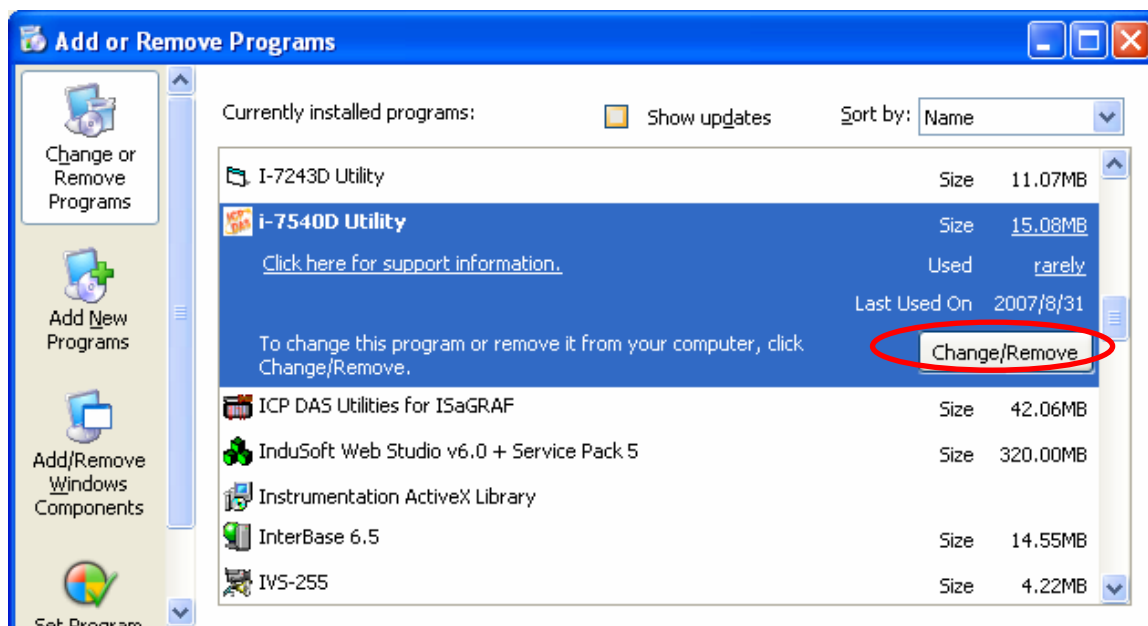 Add or Remove Programs
Change or
Remove
Programs
Add New
Programs
Add/Remove
Windows
Components
Set Program
Currently installed programs:
Show updates
Sort by: Name
I-7243D Utility Size 11.07MB
ICP DAS i-7540D Utility Size 15.08MB
Click here for support information. Used rarely
Last Used On 2007/8/31
To change this program or remove it from your computer, click
Change/Remove.
Change/Remove
ICP DAS Utilities for ISaGRAF Size 42.06MB
InduSoft Web Studio v6.0 + Service Pack 5 Size 320.00MB
Instrumentation ActiveX Library
InterBase 6.5 Size 14.55MB
IVS-255 Size 4.22MB